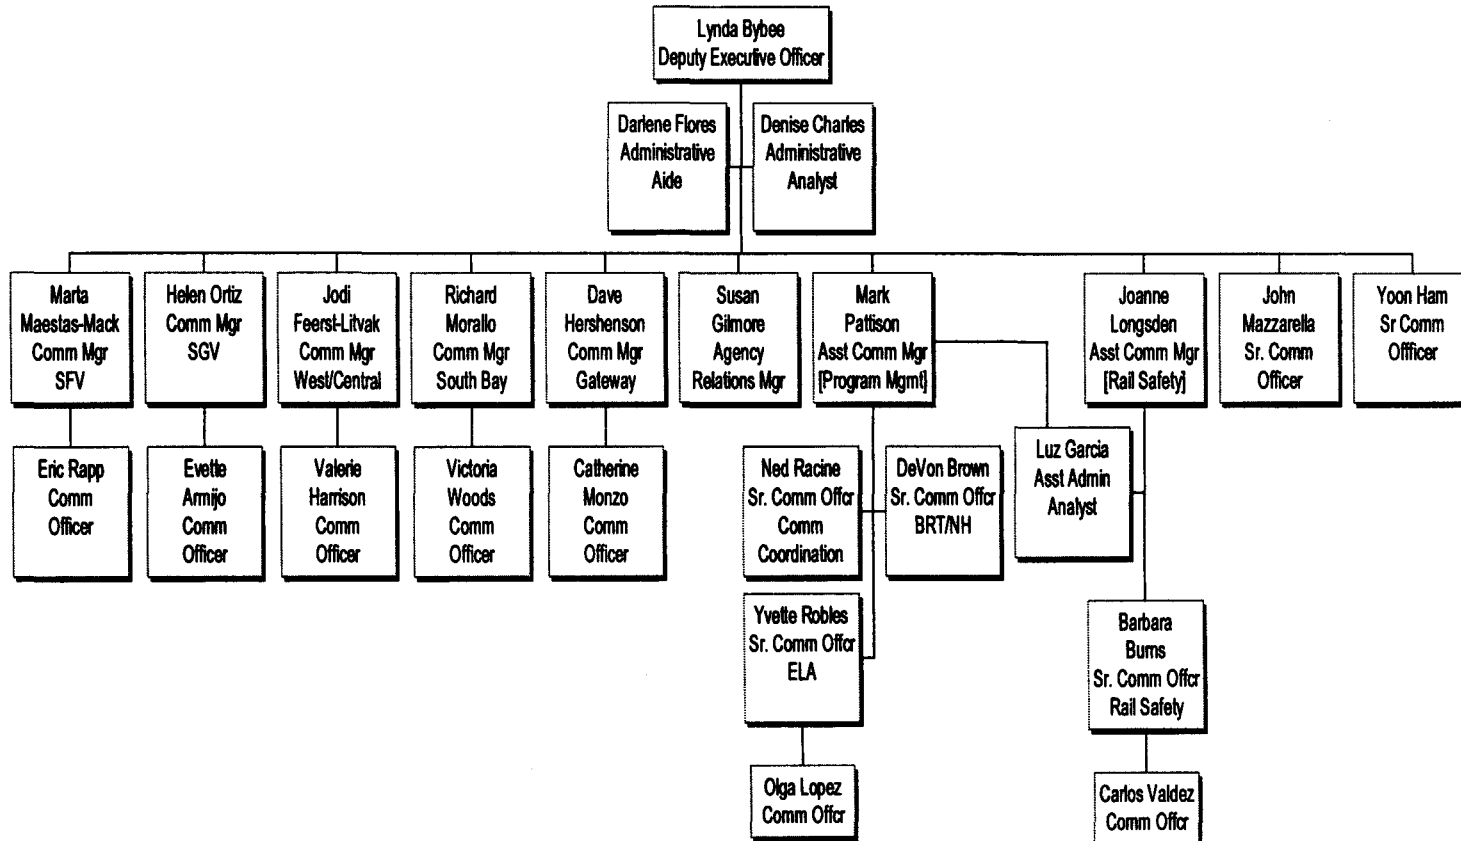 Lynda Bybee
Deputy Executive Officer
Darlene Flores
Administrative
Aide
Denise Charles
Administrative
Analyst
Marta
Maestas-Mack
Comm Mgr
SFV
Helen Ortiz
Comm Mgr
SGV
Jodi
Feerst-Litvak
Comm Mgr
West/Central
Richard
Morallo
Comm Mgr
South Bay
Dave
Hershenson
Comm Mgr
Gateway
Susan
Gilmore
Agency
Relations Mgr
Mark
Pattison
Asst Comm Mgr
[Program Mgmt]
Joanne
Longsden
Asst Comm Mgr
[Rail Safety]
John
Mazzarella
Sr. Comm
Officer
Yoon Ham
Sr Comm
Offficer
Eric Rapp
Comm
Officer
Evette
Armijo
Comm
Officer
Valerie
Harrison
Comm
Officer
Victoria
Woods
Comm
Officer
Catherine
Monzo
Comm
Officer
Ned Racine
Sr. Comm Offcr
Comm
Coordination
DeVon Brown
Sr. Comm Offcr
BRT/NH
Luz Garcia
Asst Admin
Analyst
Yvette Robles
Sr. Comm Offcr
ELA
Barbara
Burns
Sr. Comm Offcr
Rail Safety
Olga Lopez
Comm Offcr
Carlos Valdez
Comm Offcr